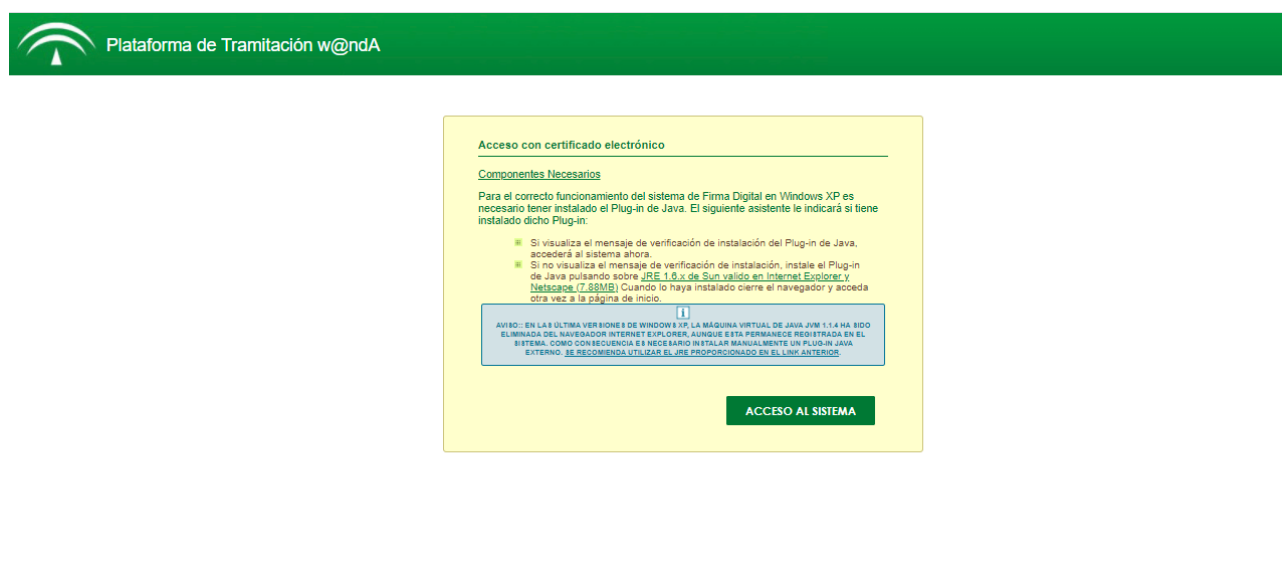 Plataforma de Tramitación w@ndA
Acceso con certificado electrónico
Componentes Necesarios
Para el correcto funcionamiento del sistema de Firma Digital en Windows XP es
necesario tener instalado el Plug-in de Java. El siguiente asistente le indicará si tiene
instalado dicho Plug-in:
Si visualiza el mensaje de verificación de instalación del Plug-in de Java,
accederá al sistema ahora.
Si no visualiza el mensaje de verificación de instalación, instale el Plug-in
de Java pulsando sobre JRE 1.6.x de Sun valido en Internet Explorer y
Netscape (7.88MB) Cuando lo haya instalado cierre el navegador y acceda
otra vez a la página de inicio.
i
AVISO:: EN LAS ÚLTIMA VERSIONES DE WINDOWS XP, LA MÁQUINA VIRTUAL DE JAVA JVM 1.1.4 HA SIDO
ELIMINADA DEL NAVEGADOR INTERNET EXPLORER, AUNQUE ESTA PERMANECE REGISTRADA EN EL
SISTEMA. COMO CONSECUENCIA ES NECESARIO INSTALAR MANUALMENTE UN PLUG-IN JAVA
EXTERNO. SE RECOMIENDA UTILIZAR EL JRE PROPORCIONADO EN EL LINK ANTERIOR.
ACCESO AL SISTEMA